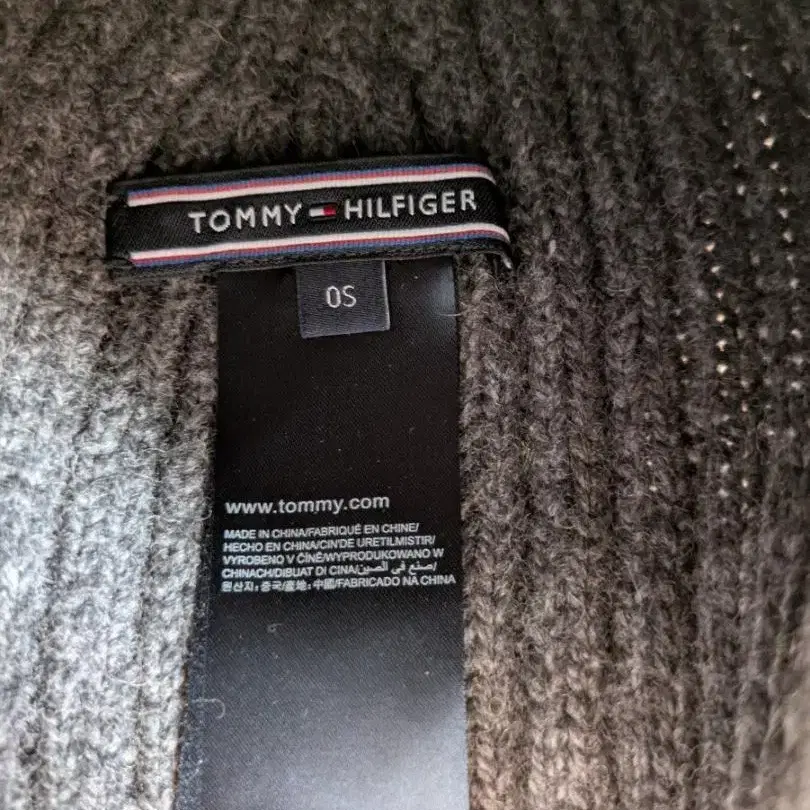 TOMMY HILFIGER
OS
www.tommy.com
MADE IN CHINA/FABRIQUÉ EN CHINE/
HECHO EN CHINA/CIN'DE URETILMISTIR/
VYROBENO V ČÍNĚ/WYPRODUKOWANO W
CHINACH/DIBUAT DI CINA/صنع في الصين/
원산지: 중국/産地: 中國/FABRICADO NA CHINA